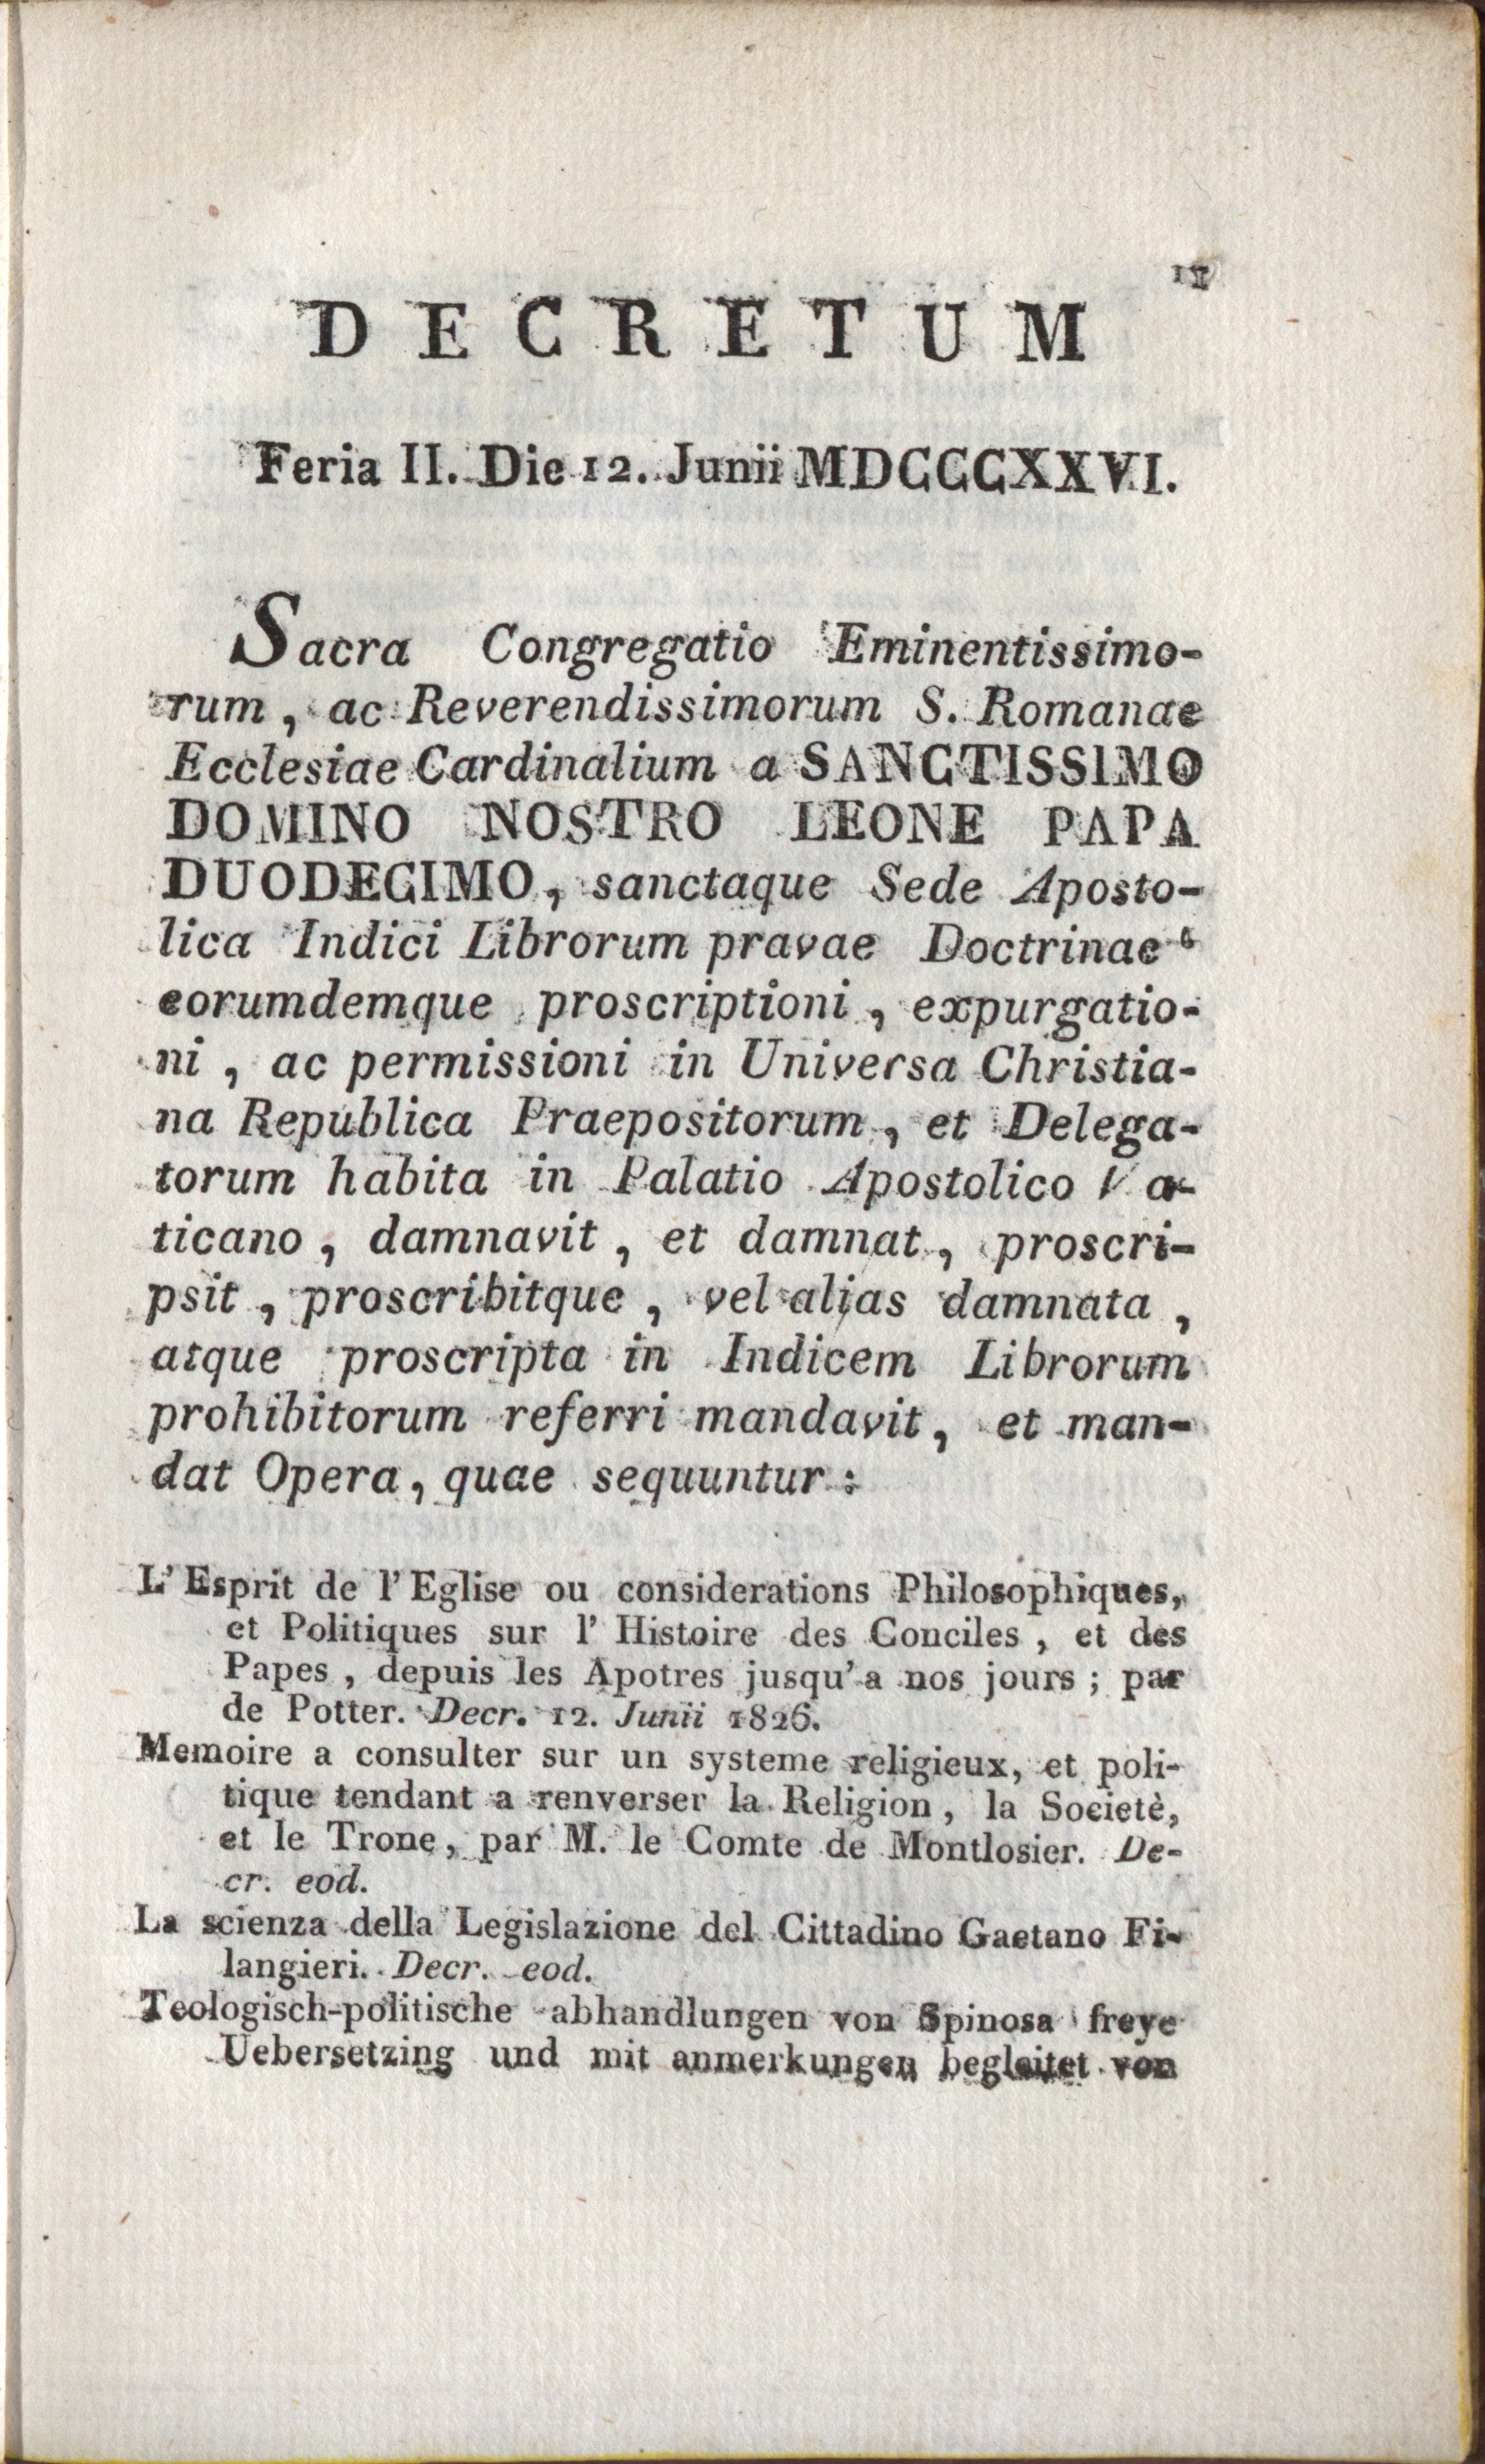 11
DECRETUM
Feria II. Die 12. Junii MDCCCXXVI.
Sacra Congregatio Eminentissimo-
rum, ac Reverendissimorum S. Romanae
Ecclesiae Cardinalium a SANCTISSIMO
DOMINO NOSTRO LEONE PAPA
DUODECIMO, sanctaque Sede Aposto-
lica Indici Librorum pravae Doctrinae
eorumdemque proscriptioni, expurgatio-
ni, ac permissioni in Universa Christia-
na Republica Praepositorum, et Delega-
torum habita in Palatio Apostolico Va-
ticano, damnavit, et damnat, proscri-
psit, proscribitque, vel alias damnata,
atque proscripta in Indicem Librorum
prohibitorum referri mandavit, et man-
dat Opera, quae sequuntur:
L' Esprit de l' Eglise ou considerations Philosophiques,
et Politiques sur l' Histoire des Conciles, et des
Papes, depuis les Apotres jusqu' a nos jours; par
de Potter. Decr. 12. Junii 1826.
Memoire a consulter sur un systeme religieux, et poli-
tique tendant a renverser la Religion, la Societè,
et le Trone, par M. le Comte de Montlosier. De-
cr. eod.
La scienza della Legislazione del Cittadino Gaetano Fi-
langieri. Decr. eod.
Teologisch-politische abhandlungen von Spinosa freye
Uebersetzing und mit anmerkungen begleitet von